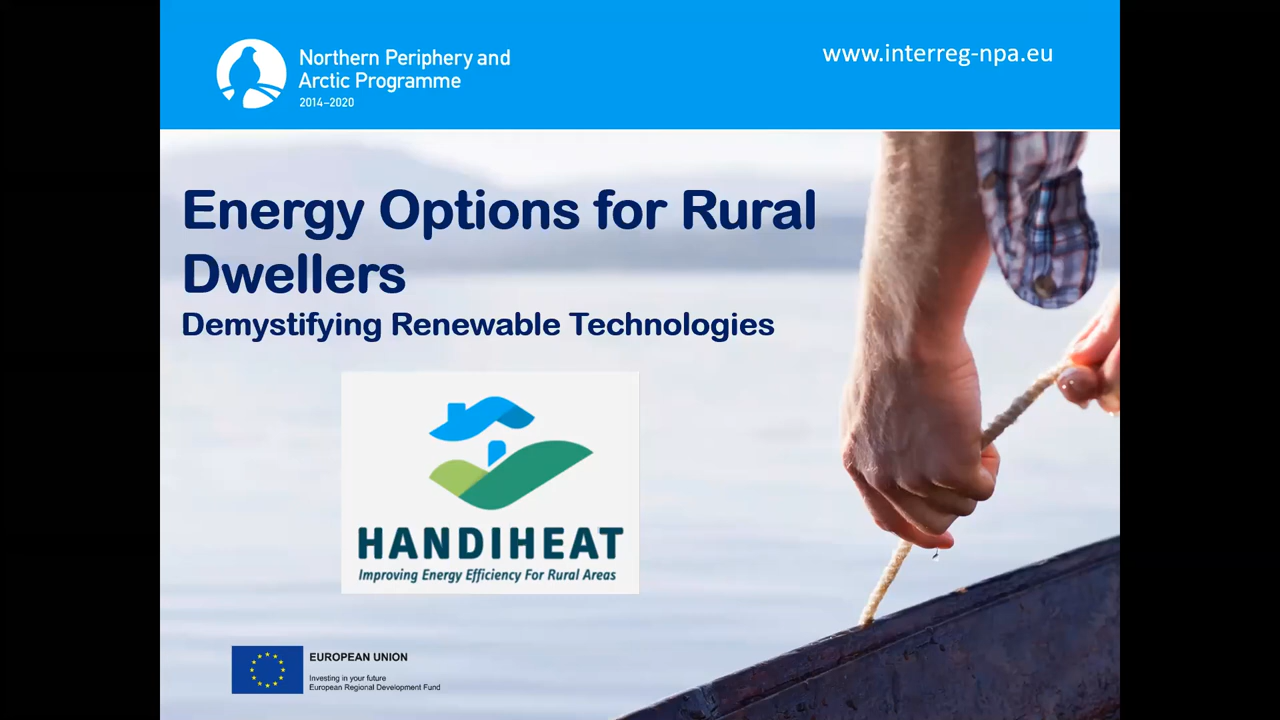 Northern Periphery and
Arctic Programme
2014–2020
www.interreg-npa.eu
Energy Options for Rural
Dwellers
Demystifying Renewable Technologies
HANDIHEAT
Improving Energy Efficiency For Rural Areas
EUROPEAN UNION
Investing in your future
European Regional Development Fund